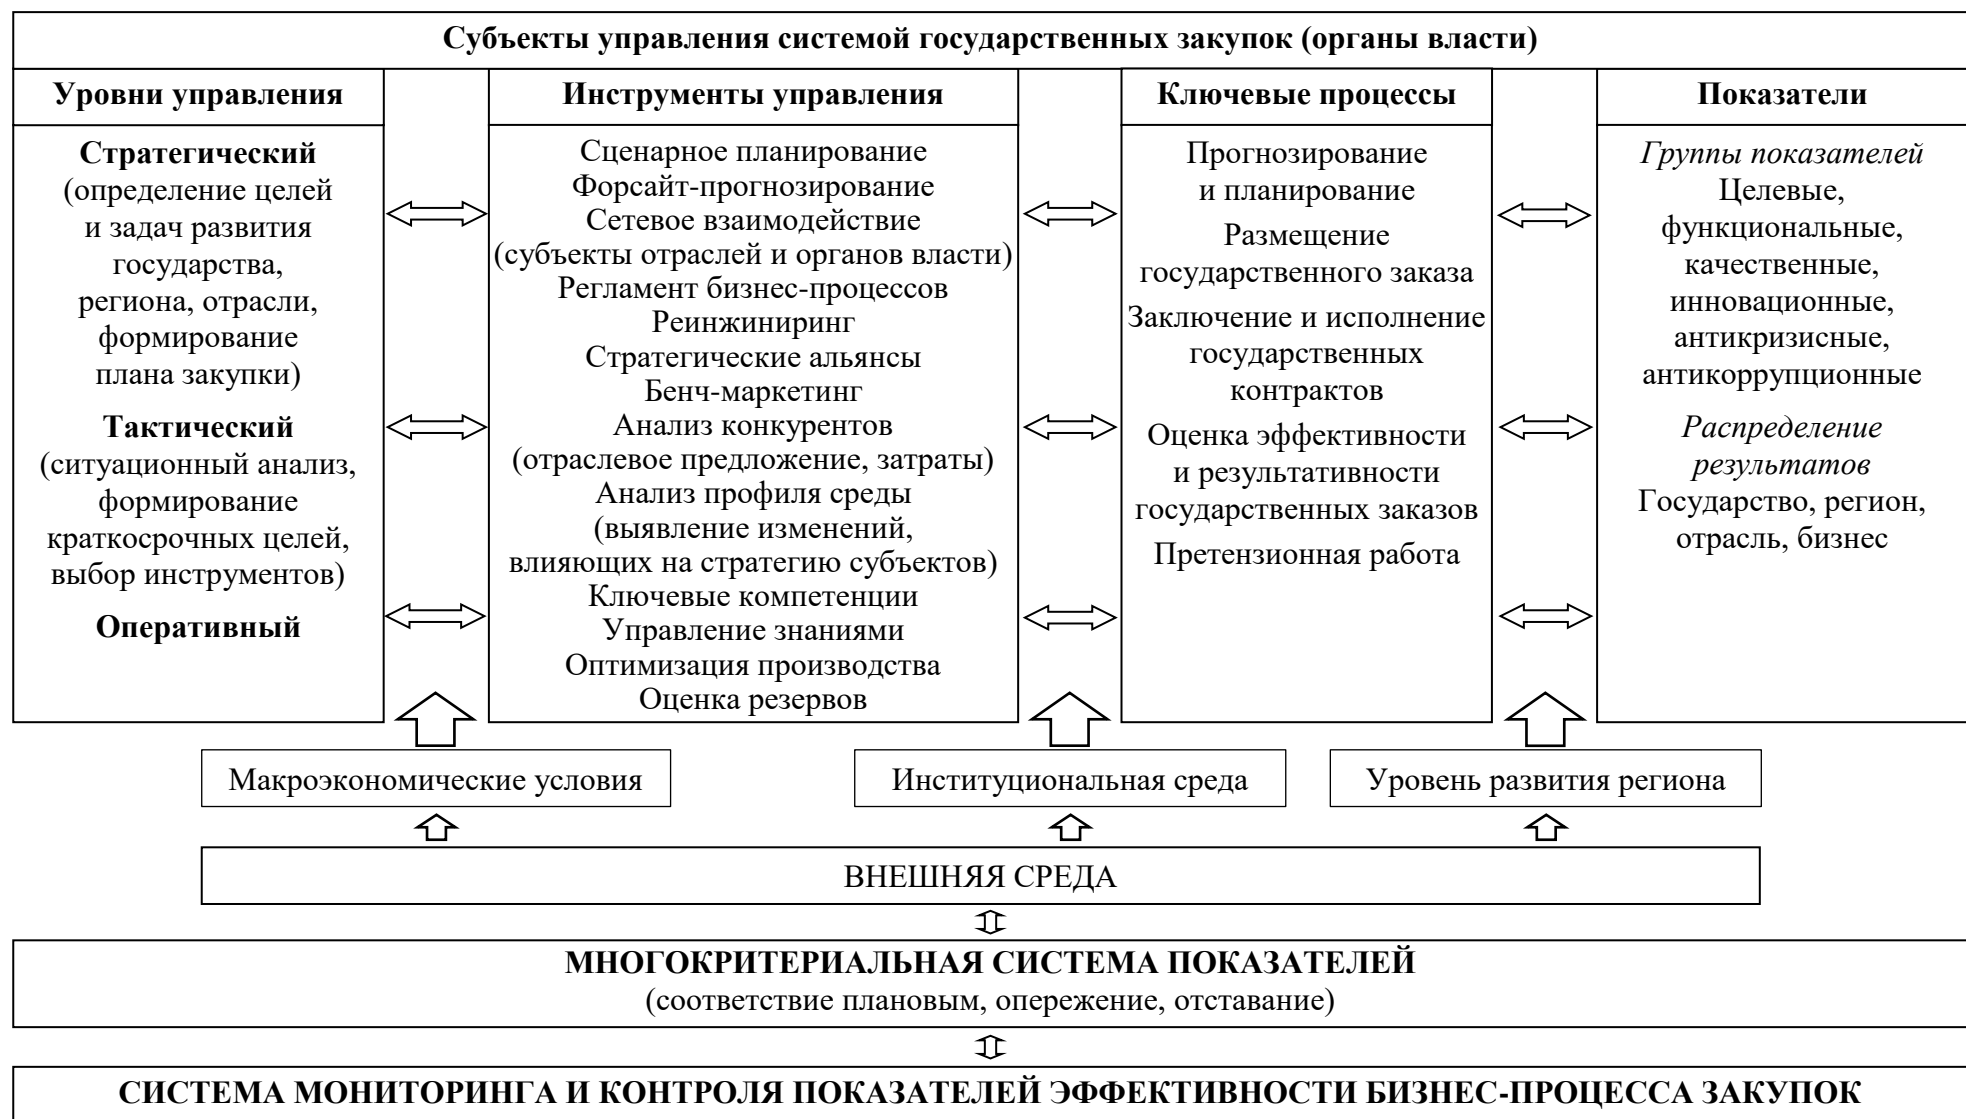 Субъекты управления системой государственных закупок (органы власти)
Уровни управления
Стратегический
(определение целей
и задач развития
государства,
региона, отрасли,
формирование
плана закупки)
Тактический
(ситуационный анализ,
формирование
краткосрочных целей,
выбор инструментов)
Оперативный
Инструменты управления
Сценарное планирование
Форсайт-прогнозирование
Сетевое взаимодействие
(субъекты отраслей и органов власти)
Регламент бизнес-процессов
Реинжиниринг
Стратегические альянсы
Бенч-маркетинг
Анализ конкурентов
(отраслевое предложение, затраты)
Анализ профиля среды
(выявление изменений,
влияющих на стратегию субъектов)
Ключевые компетенции
Управление знаниями
Оптимизация производства
Оценка резервов
Ключевые процессы
Прогнозирование
и планирование
Размещение
государственного заказа
Заключение и исполнение
государственных
контрактов
Оценка эффективности
и результативности
государственных заказов
Претензионная работа
Показатели
Группы показателей
Целевые,
функциональные,
качественные,
инновационные,
антикризисные,
антикоррупционные
Распределение
результатов
Государство, регион,
отрасль, бизнес
Макроэкономические условия
Институциональная среда
Уровень развития региона
ВНЕШНЯЯ СРЕДА
МНОГОКРИТЕРИАЛЬНАЯ СИСТЕМА ПОКАЗАТЕЛЕЙ
(соответствие плановым, опережение, отставание)
СИСТЕМА МОНИТОРИНГА И КОНТРОЛЯ ПОКАЗАТЕЛЕЙ ЭФФЕКТИВНОСТИ БИЗНЕС-ПРОЦЕССА ЗАКУПОК